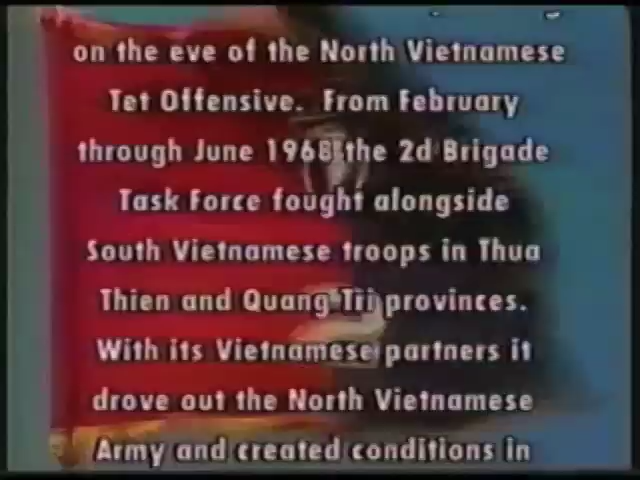 on the eve of the North Vietnamese
Tet Offensive. From February
through June 1968 the 2d Brigade
Task Force fought alongside
South Vietnamese troops in Thua
Thien and Quang Tri provinces.
With its Vietnamese partners it
drove out the North Vietnamese
Army and created conditions in